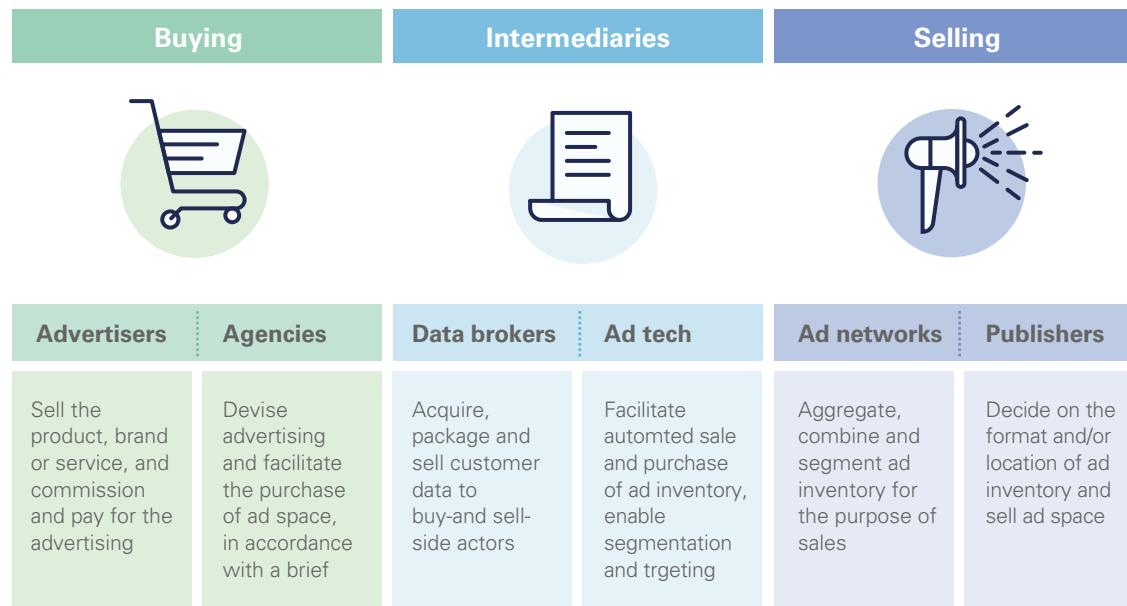 Buying
Intermediaries
Selling
Advertisers
Agencies
Data brokers
Ad tech
Ad networks
Publishers
Sell the
product, brand
or service, and
commission
and pay for the
advertising
Devise
advertising
and facilitate
the purchase
of ad space,
in accordance
with a brief
Acquire,
package and
sell customer
data to
buy-and sell-
side actors
Facilitate
automted sale
and purchase
of ad inventory,
enable
segmentation
and trgeting
Aggregate,
combine and
segment ad
inventory for
the purpose of
sales
Decide on the
format and/or
location of ad
inventory and
sell ad space